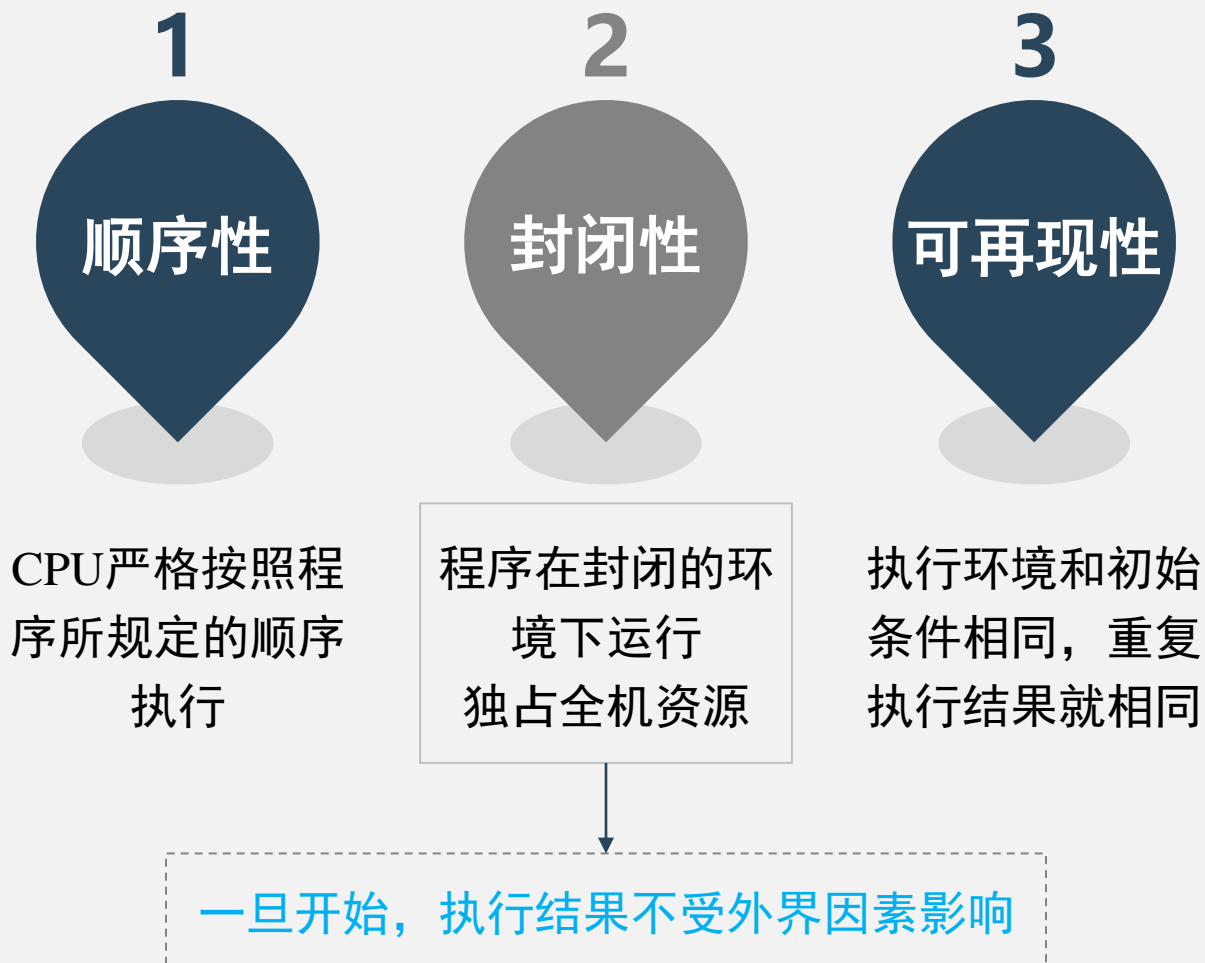 1
2
3
顺序性
封闭性
可再现性
CPU严格按照程
序所规定的顺序
执行
程序在封闭的环
境下运行
独占全机资源
执行环境和初始
条件相同，重复
执行结果就相同
一旦开始，执行结果不受外界因素影响